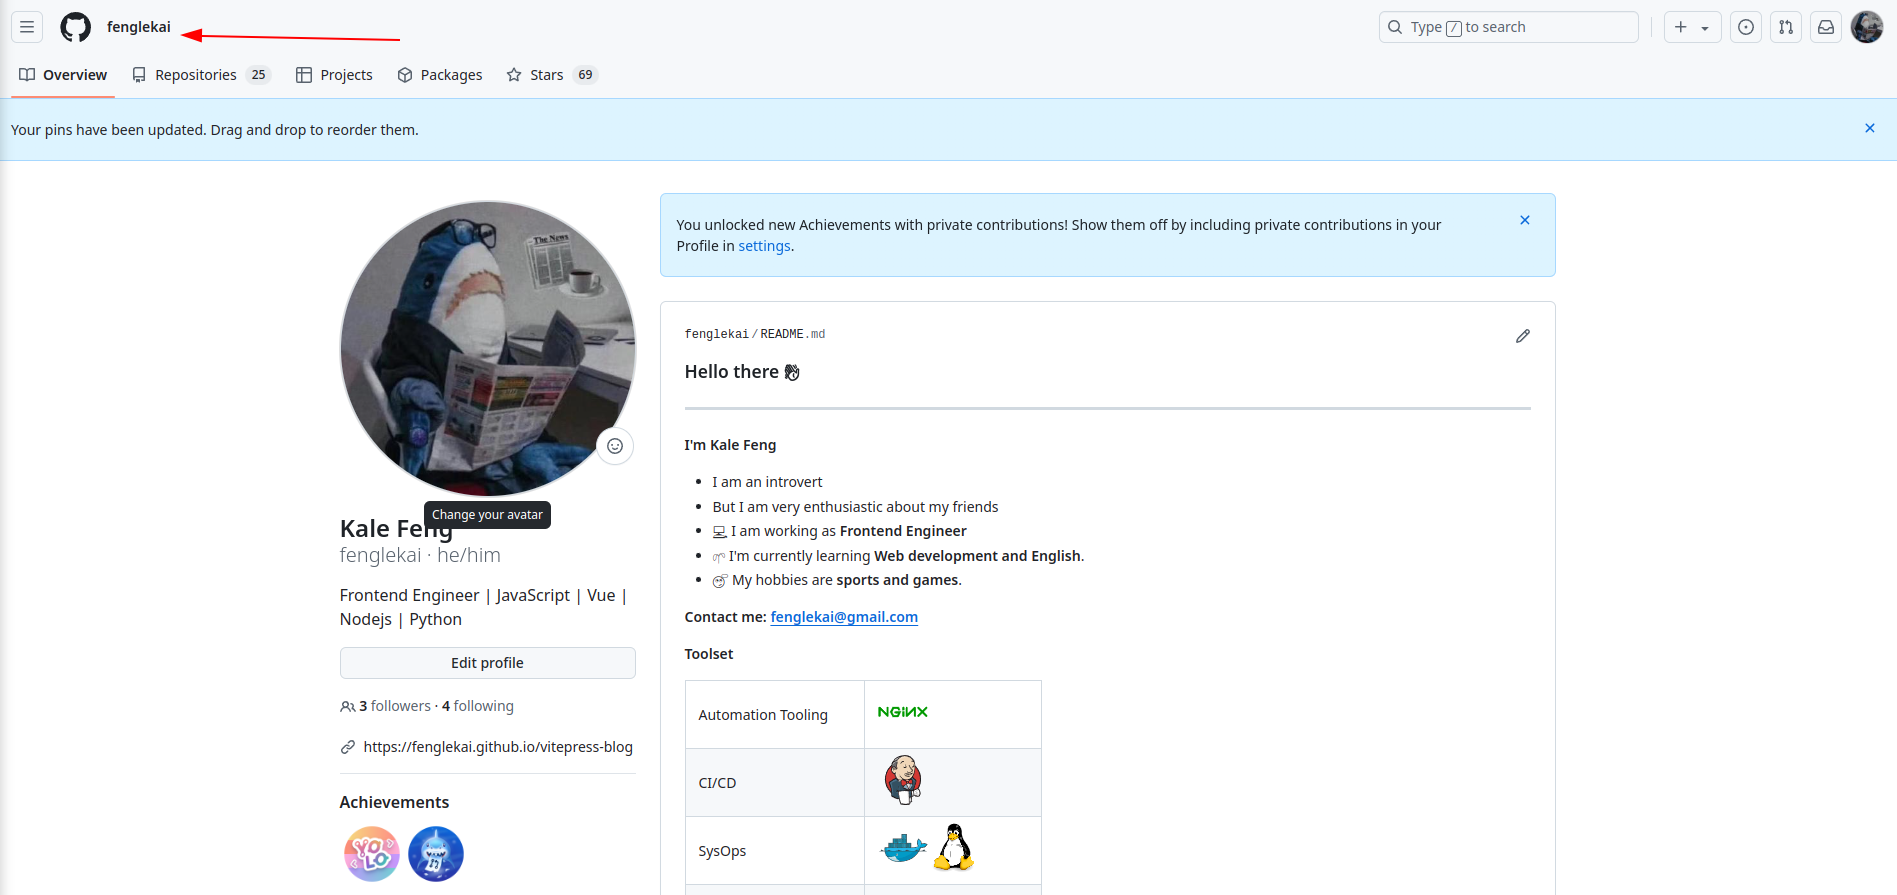 fenglekai
Type / to search
Overview
Repositories 25
Projects
Packages
Stars 69
Your pins have been updated. Drag and drop to reorder them.
The News
Change your avatar
Kale Feng
fenglekai · he/him
Frontend Engineer | JavaScript | Vue |
Nodejs | Python
Edit profile
3 followers · 4 following
https://fenglekai.github.io/vitepress-blog
Achievements
YOLO
You unlocked new Achievements with private contributions! Show them off by including private contributions in your
Profile in settings.
fenglekai/README.md
Hello there 👋
I'm Kale Feng
I am an introvert
But I am very enthusiastic about my friends
💻 I am working as Frontend Engineer
🌱 I'm currently learning Web development and English.
My hobbies are sports and games.
Contact me: fenglekai@gmail.com
Toolset
Automation Tooling
NGINX
CI/CD
SysOps